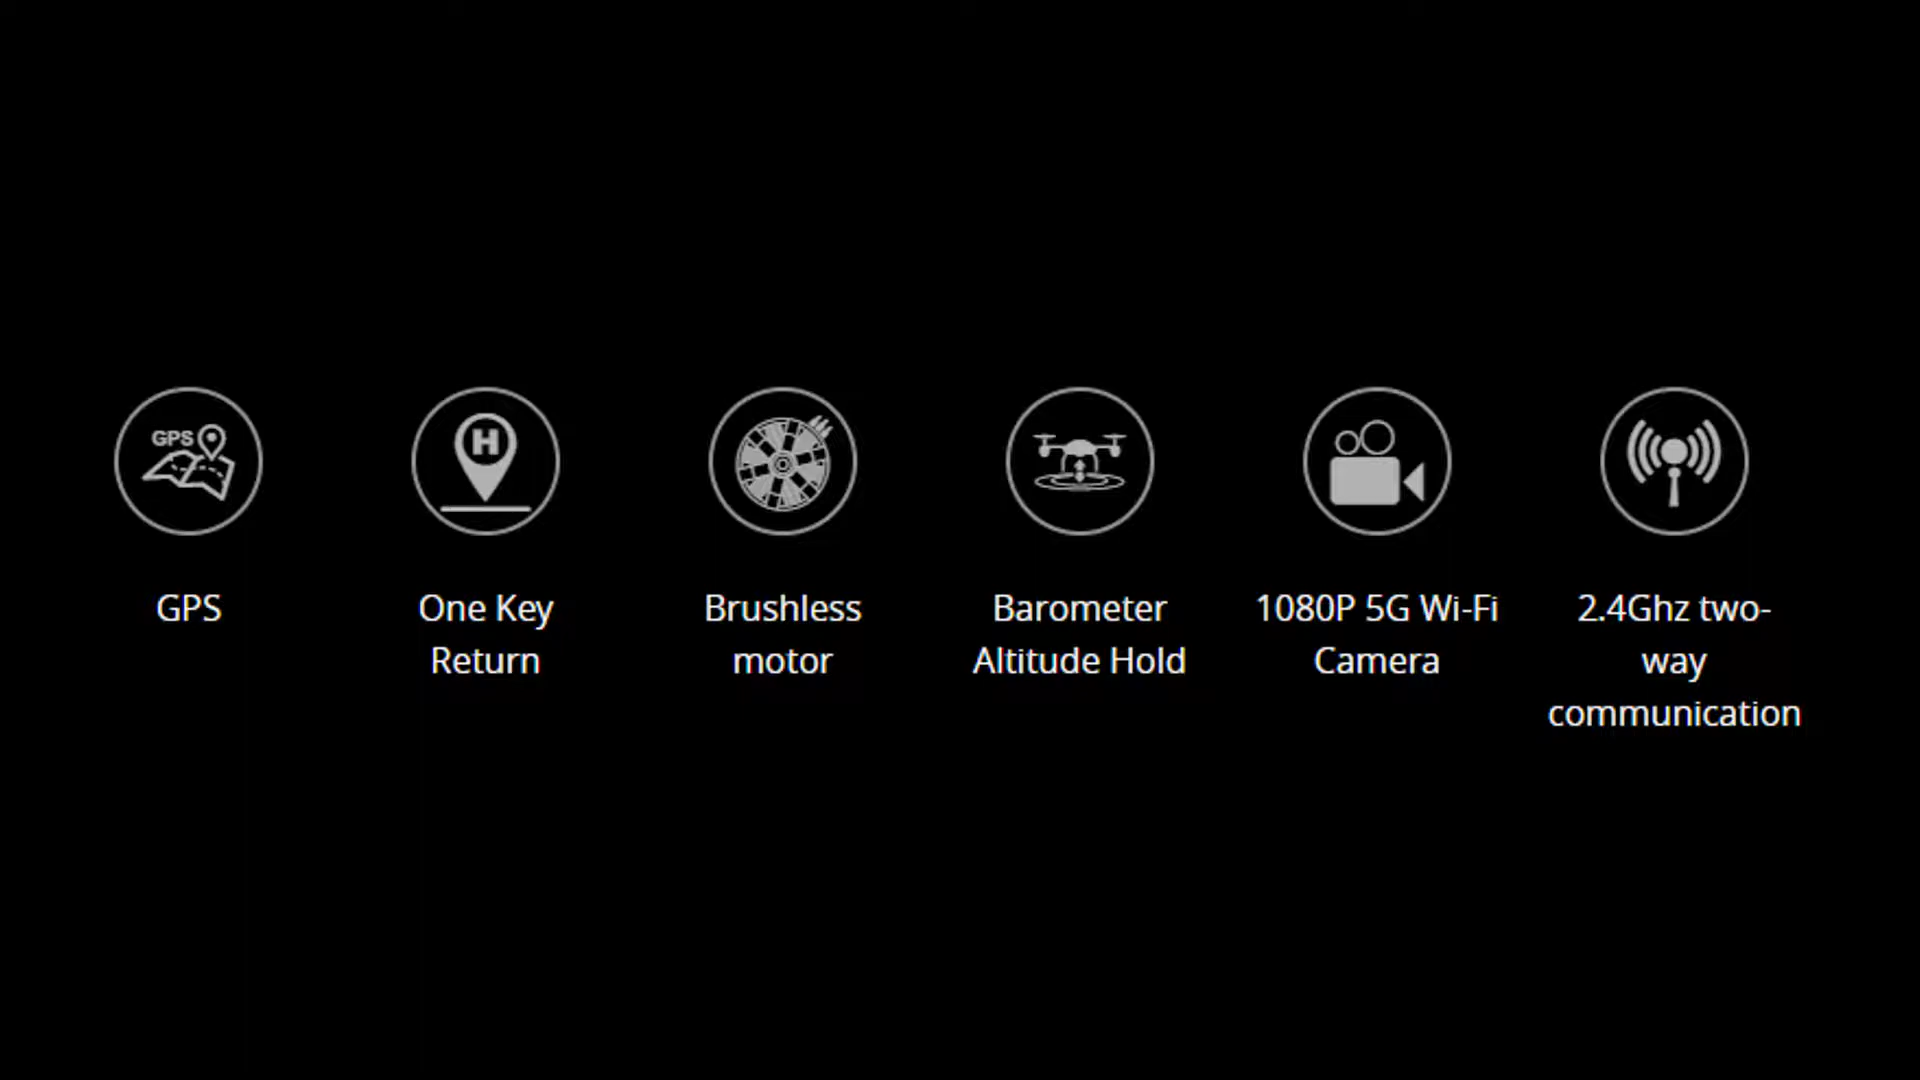 GPS
H
GPS
One Key
Return
Brushless
motor
Barometer
Altitude Hold
1080P 5G Wi-Fi
Camera
2.4Ghz two-
way
communication